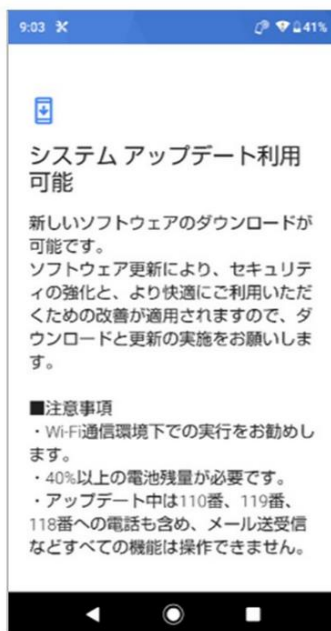 9:03 41%
システム アップデート利用
可能
新しいソフトウェアのダウンロードが
可能です。
ソフトウェア更新により、セキュリテ
ィの強化と、より快適にご利用いただ
くための改善が適用されますので、ダ
ウンロードと更新の実施をお願いしま
す。
■注意事項
・Wi-Fi通信環境下での実行をお勧めし
ます。
・40%以上の電池残量が必要です。
・アップデート中は110番、119番、
118番への電話も含め、メール送受信
などすべての機能は操作できません。